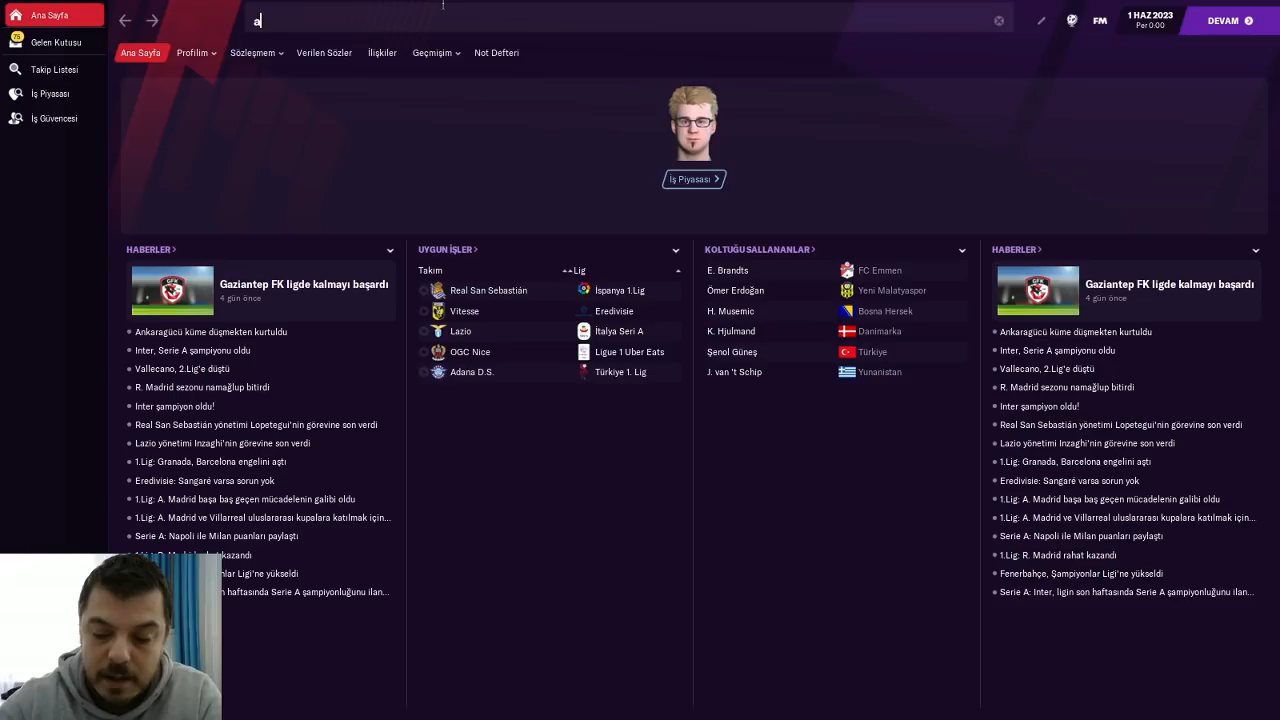 Ana Sayfa
75
Gelen Kutusu
Takip Listesi
İş Piyasası
İş Güvencesi
a
FM
1 HAZ 2023
Per 0:00
DEVAM
Ana Sayfa Profilim Sözleşmem Verilen Sözler İlişkiler Geçmişim Not Defteri
İş Piyasası
HABERLER
Gaziantep FK ligde kalmayı başardı
4 gün önce
Ankaragücü küme düşmekten kurtuldu
Inter, Serie A şampiyonu oldu
Vallecano, 2.Lig'e düştü
R. Madrid sezonu namağlup bitirdi
Inter şampiyon oldu!
Real San Sebastián yönetimi Lopetegui'nin görevine son verdi
Lazio yönetimi Inzaghi'nin görevine son verdi
1.Lig: Granada, Barcelona engelini aştı
Eredivisie: Sangaré varsa sorun yok
1.Lig: A. Madrid başa baş geçen mücadelenin galibi oldu
1.Lig: A. Madrid ve Villarreal uluslararası kupalara katılmak için...
Serie A: Napoli ile Milan puanları paylaştı
kazandı
Ligi'ne yükseldi
haftasında Serie A şampiyonluğunu ilan...
UYGUN İŞLER
Takım Lig
Real San Sebastián İspanya 1.Lig
Vitesse Eredivisie
Lazio İtalya Seri A
OGC Nice Ligue 1 Uber Eats
Adana D.S. Türkiye 1. Lig
KOLTUĞU SALLANANLAR
E. Brandts FC Emmen
Ömer Erdoğan Yeni Malatyaspor
H. Musemic Bosna Hersek
K. Hjulmand Danimarka
Şenol Güneş Türkiye
J. van 't Schip Yunanistan
HABERLER
Gaziantep FK ligde kalmayı başardı
4 gün önce
Ankaragücü küme düşmekten kurtuldu
Inter, Serie A şampiyonu oldu
Vallecano, 2.Lig'e düştü
R. Madrid sezonu namağlup bitirdi
Inter şampiyon oldu!
Real San Sebastián yönetimi Lopetegui'nin görevine son verdi
Lazio yönetimi Inzaghi'nin görevine son verdi
1.Lig: Granada, Barcelona engelini aştı
Eredivisie: Sangaré varsa sorun yok
1.Lig: A. Madrid başa baş geçen mücadelenin galibi oldu
1.Lig: A. Madrid ve Villarreal uluslararası kupalara katılmak için...
Serie A: Napoli ile Milan puanları paylaştı
1.Lig: R. Madrid rahat kazandı
Fenerbahçe, Şampiyonlar Ligi'ne yükseldi
Serie A: Inter, ligin son haftasında Serie A şampiyonluğunu ilan...